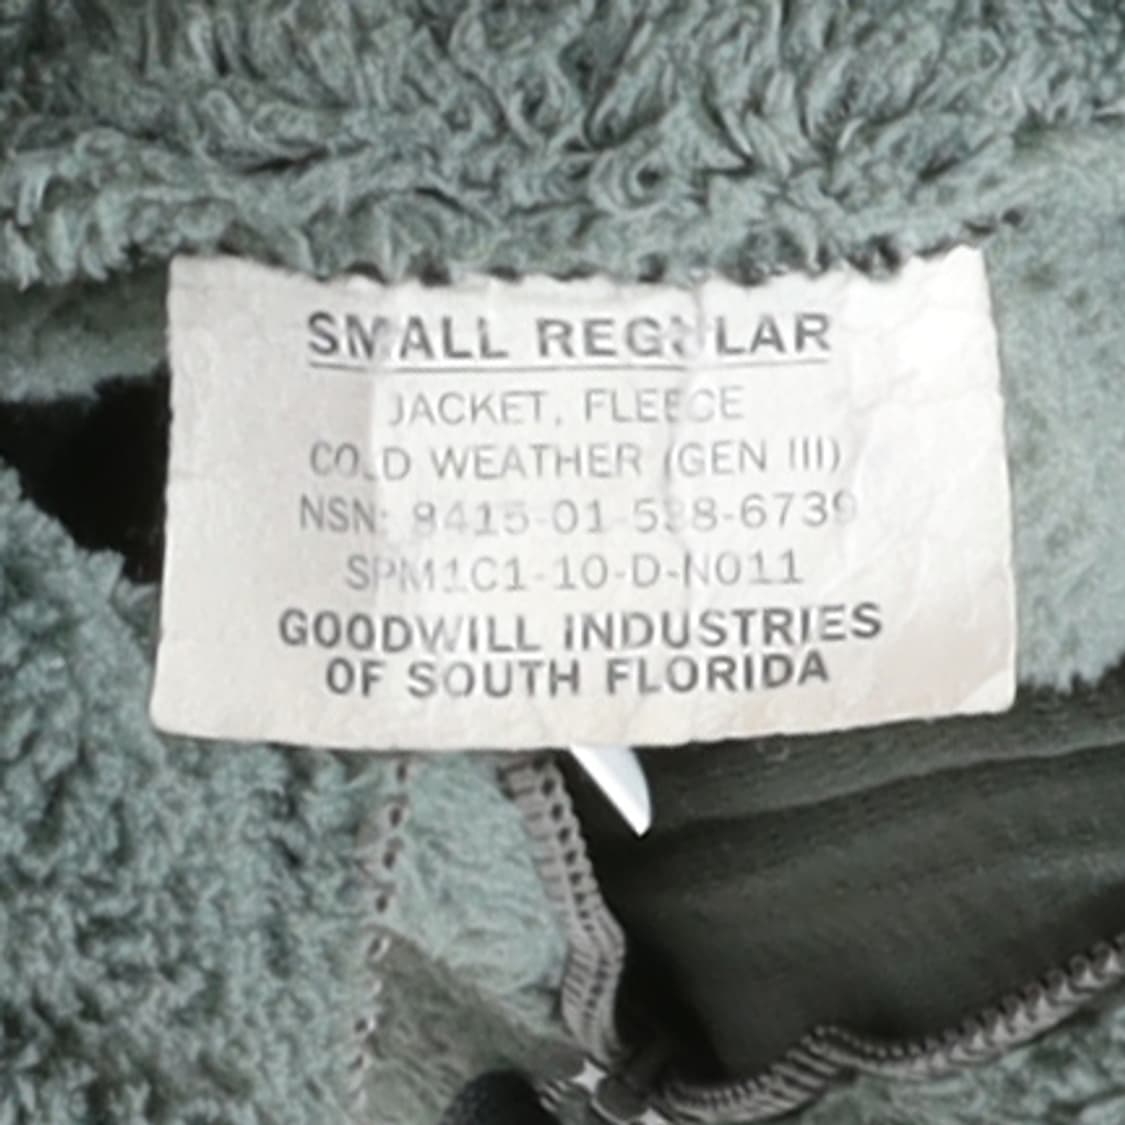 SMALL REGULAR
JACKET, FLEECE
COLD WEATHER (GEN III)
NSN: 8415-01-538-6739
SPM1C1-10-D-N011
GOODWILL INDUSTRIES
OF SOUTH FLORIDA